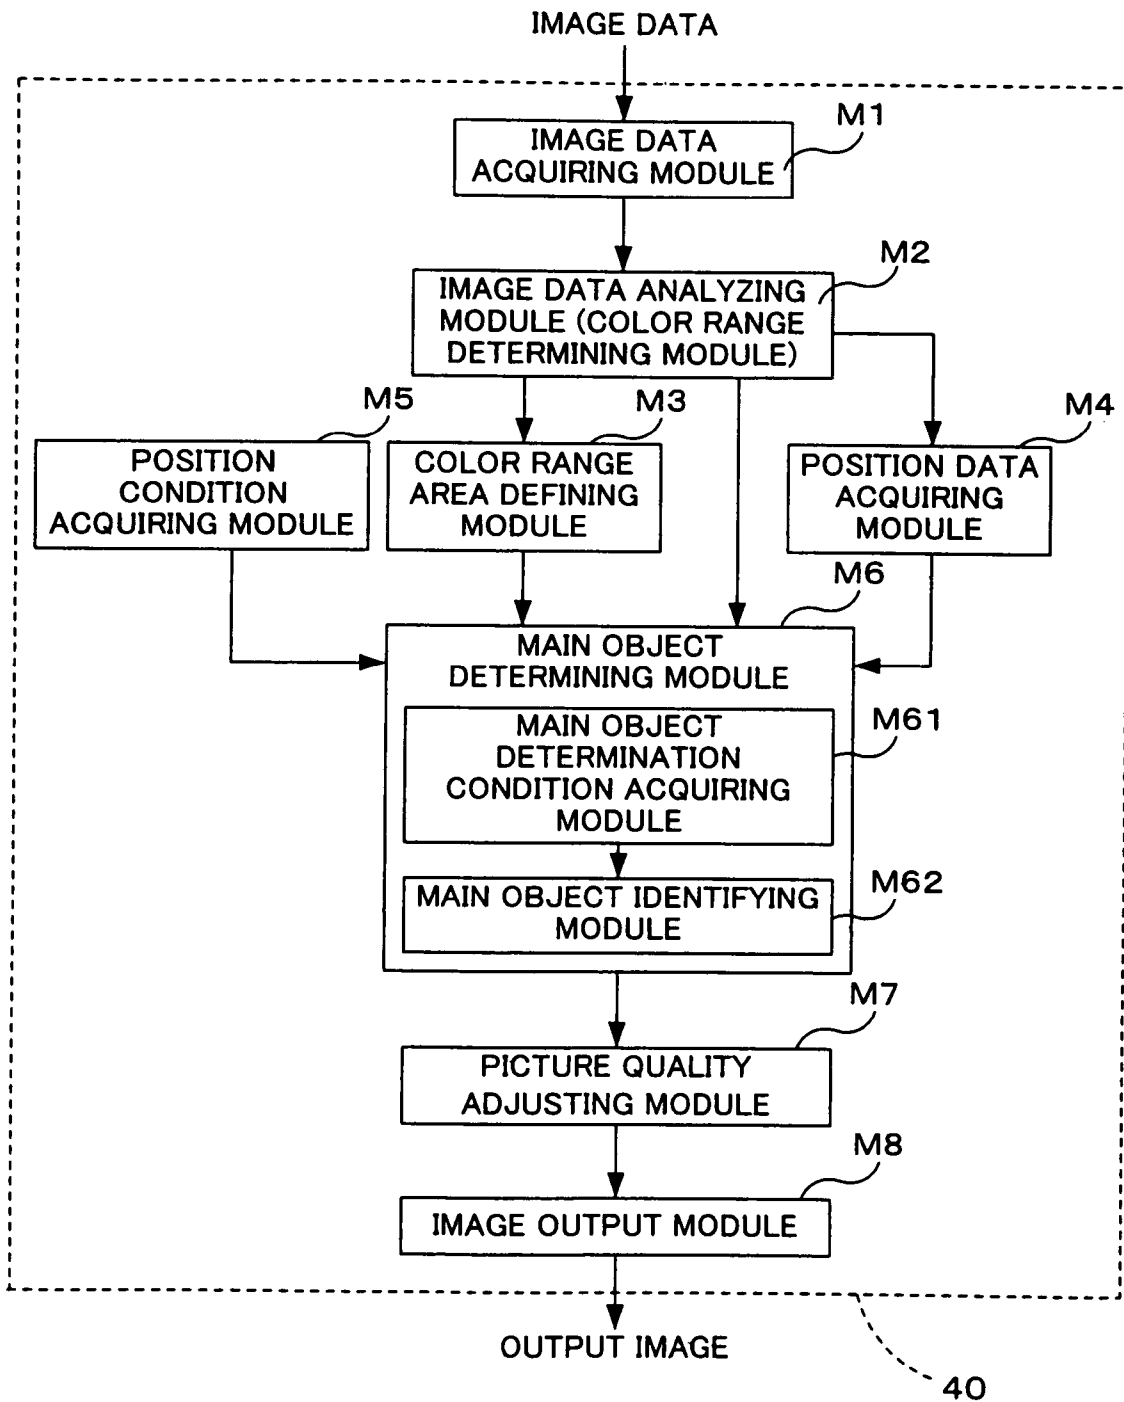 IMAGE DATA
M1
IMAGE DATA
ACQUIRING MODULE
M2
IMAGE DATA ANALYZING
MODULE (COLOR RANGE
DETERMINING MODULE)
M5
POSITION
CONDITION
ACQUIRING MODULE
M3
COLOR RANGE
AREA DEFINING
MODULE
M4
POSITION DATA
ACQUIRING
MODULE
M6
MAIN OBJECT
DETERMINING MODULE
M61
MAIN OBJECT
DETERMINATION
CONDITION ACQUIRING
MODULE
M62
MAIN OBJECT IDENTIFYING
MODULE
M7
PICTURE QUALITY
ADJUSTING MODULE
M8
IMAGE OUTPUT MODULE
OUTPUT IMAGE
40